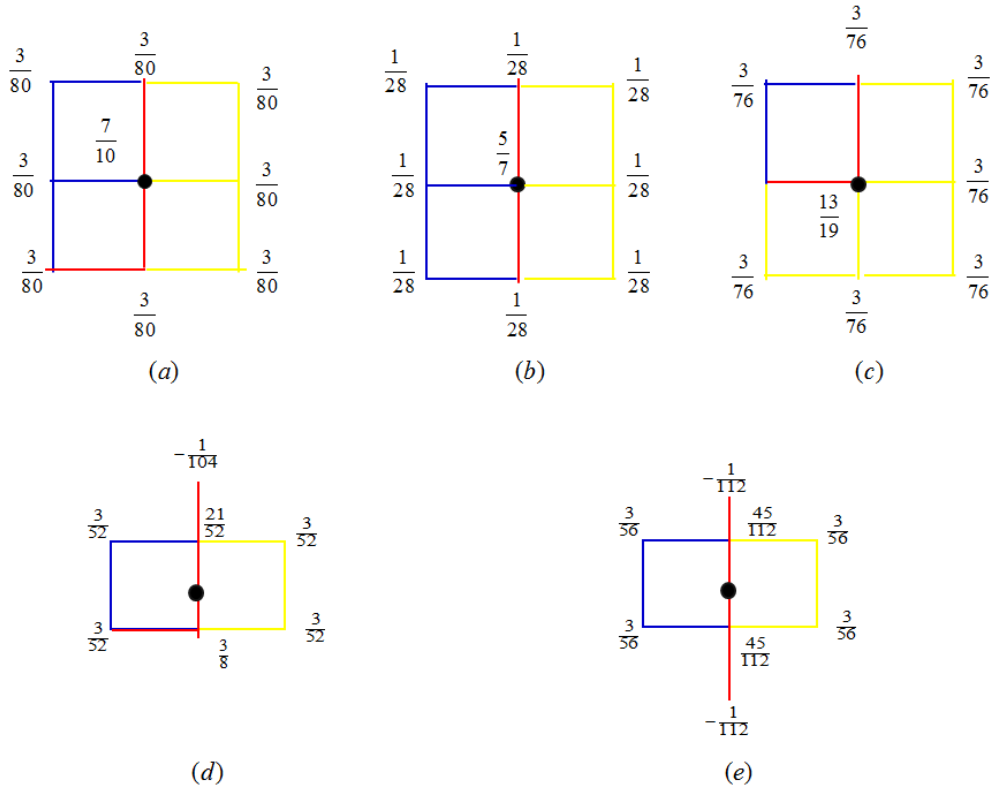 3/80 3/80 3/80
7/10
3/80 3/80
3/80 3/80 3/80
(a)
1/28 1/28 1/28
5/7
1/28 1/28
1/28 1/28 1/28
(b)
3/76
3/76 3/76
3/76
13/19
3/76 3/76 3/76
(c)
-1/104
3/52 21/52 3/52
3/52 3/8 3/52
(d)
-1/112
3/56 45/112 3/56
3/56 45/112 3/56
-1/112
(e)